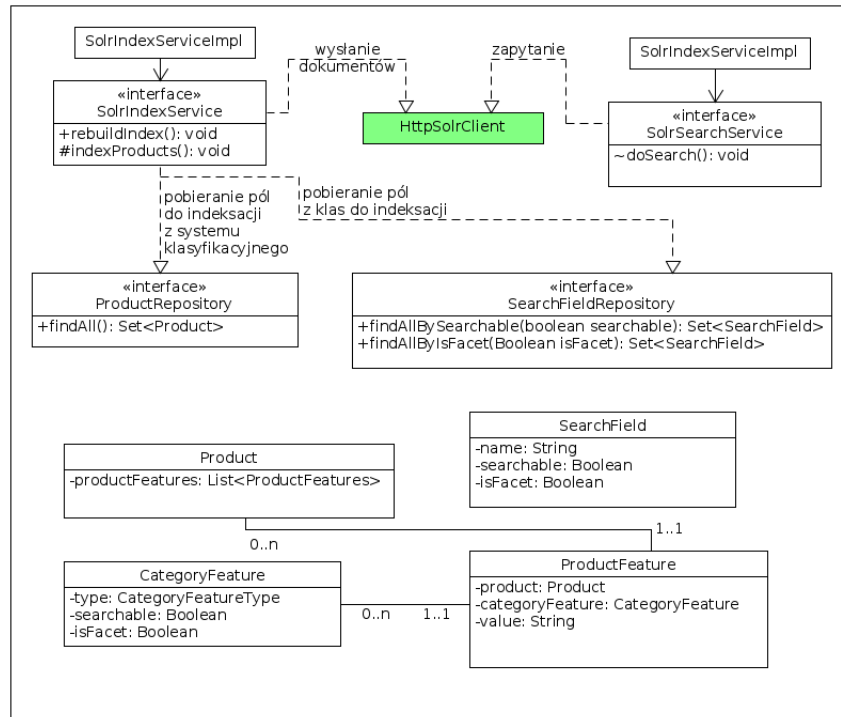 SolrIndexServiceImpl
«interface»
SolrIndexService
+rebuildIndex(): void
#indexProducts(): void
wysłanie
dokumentów
zapytanie
HttpSolrClient
SolrIndexServiceImpl
«interface»
SolrSearchService
~doSearch(): void
pobieranie pól
do indeksacji
z systemu
klasyfikacyjnego
pobieranie pól
z klas do indeksacji
«interface»
ProductRepository
+findAll(): Set<Product>
«interface»
SearchFieldRepository
+findAllBySearchable(boolean searchable): Set<SearchField>
+findAllByIsFacet(Boolean isFacet): Set<SearchField>
Product
-productFeatures: List<ProductFeatures>
SearchField
-name: String
-searchable: Boolean
-isFacet: Boolean
0..n
1..1
CategoryFeature
-type: CategoryFeatureType
-searchable: Boolean
-isFacet: Boolean
0..n
1..1
ProductFeature
-product: Product
-categoryFeature: CategoryFeature
-value: String